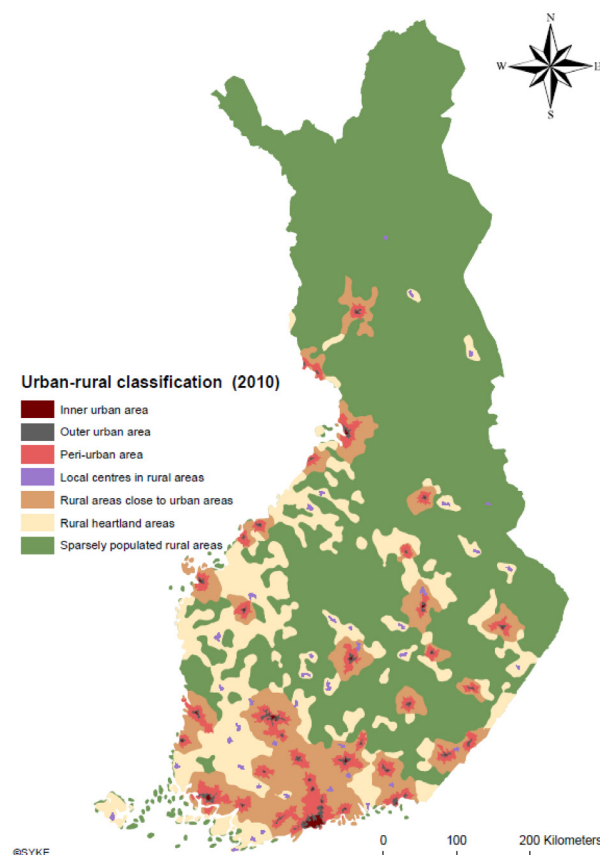 N
W
E
S
Urban-rural classification (2010)
Inner urban area
Outer urban area
Peri-urban area
Local centres in rural areas
Rural areas close to urban areas
Rural heartland areas
Sparsely populated rural areas
0 100 200 Kilometers
©SYKE